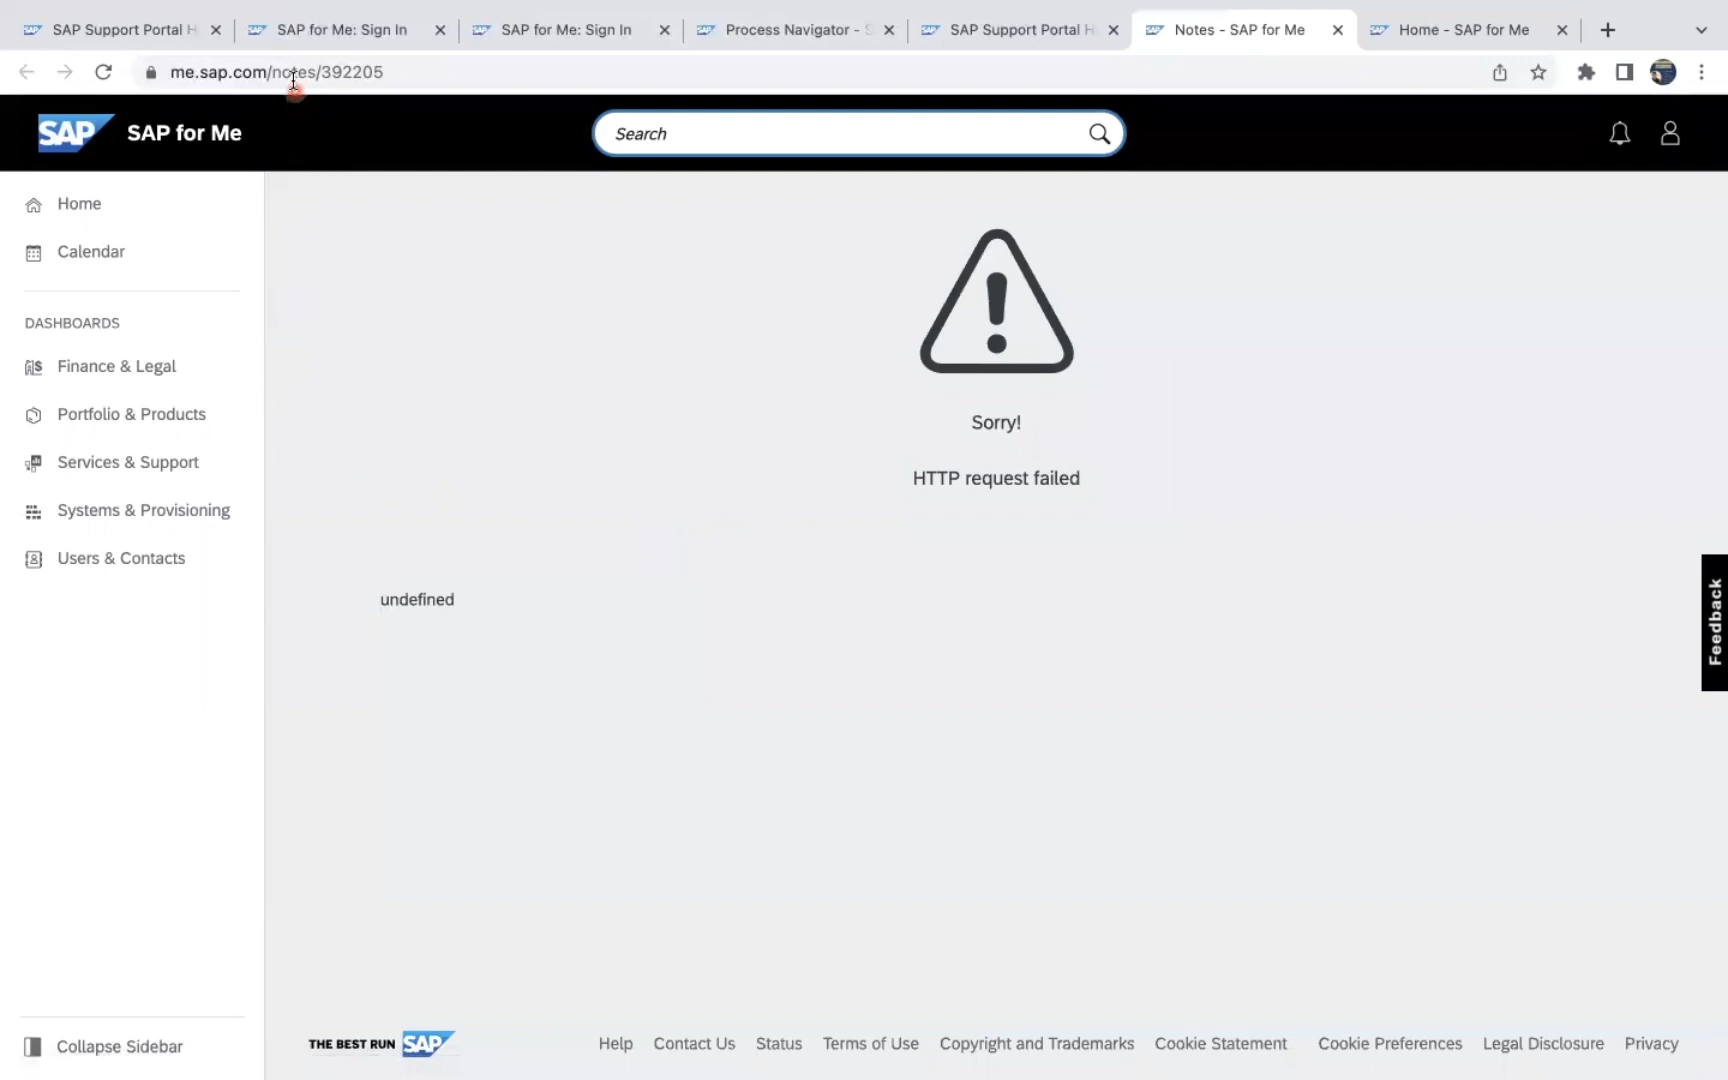 SAP Support Portal H
SAP for Me: Sign In
SAP for Me: Sign In
Process Navigator - S
SAP Support Portal H
Notes - SAP for Me
Home - SAP for Me
me.sap.com/notes/392205
SAP
SAP for Me
Search
Home
Calendar
DASHBOARDS
Finance & Legal
Portfolio & Products
Services & Support
Systems & Provisioning
Users & Contacts
Sorry!
HTTP request failed
undefined
Feedback
Collapse Sidebar
THE BEST RUN SAP
Help Contact Us Status Terms of Use Copyright and Trademarks Cookie Statement Cookie Preferences Legal Disclosure Privacy